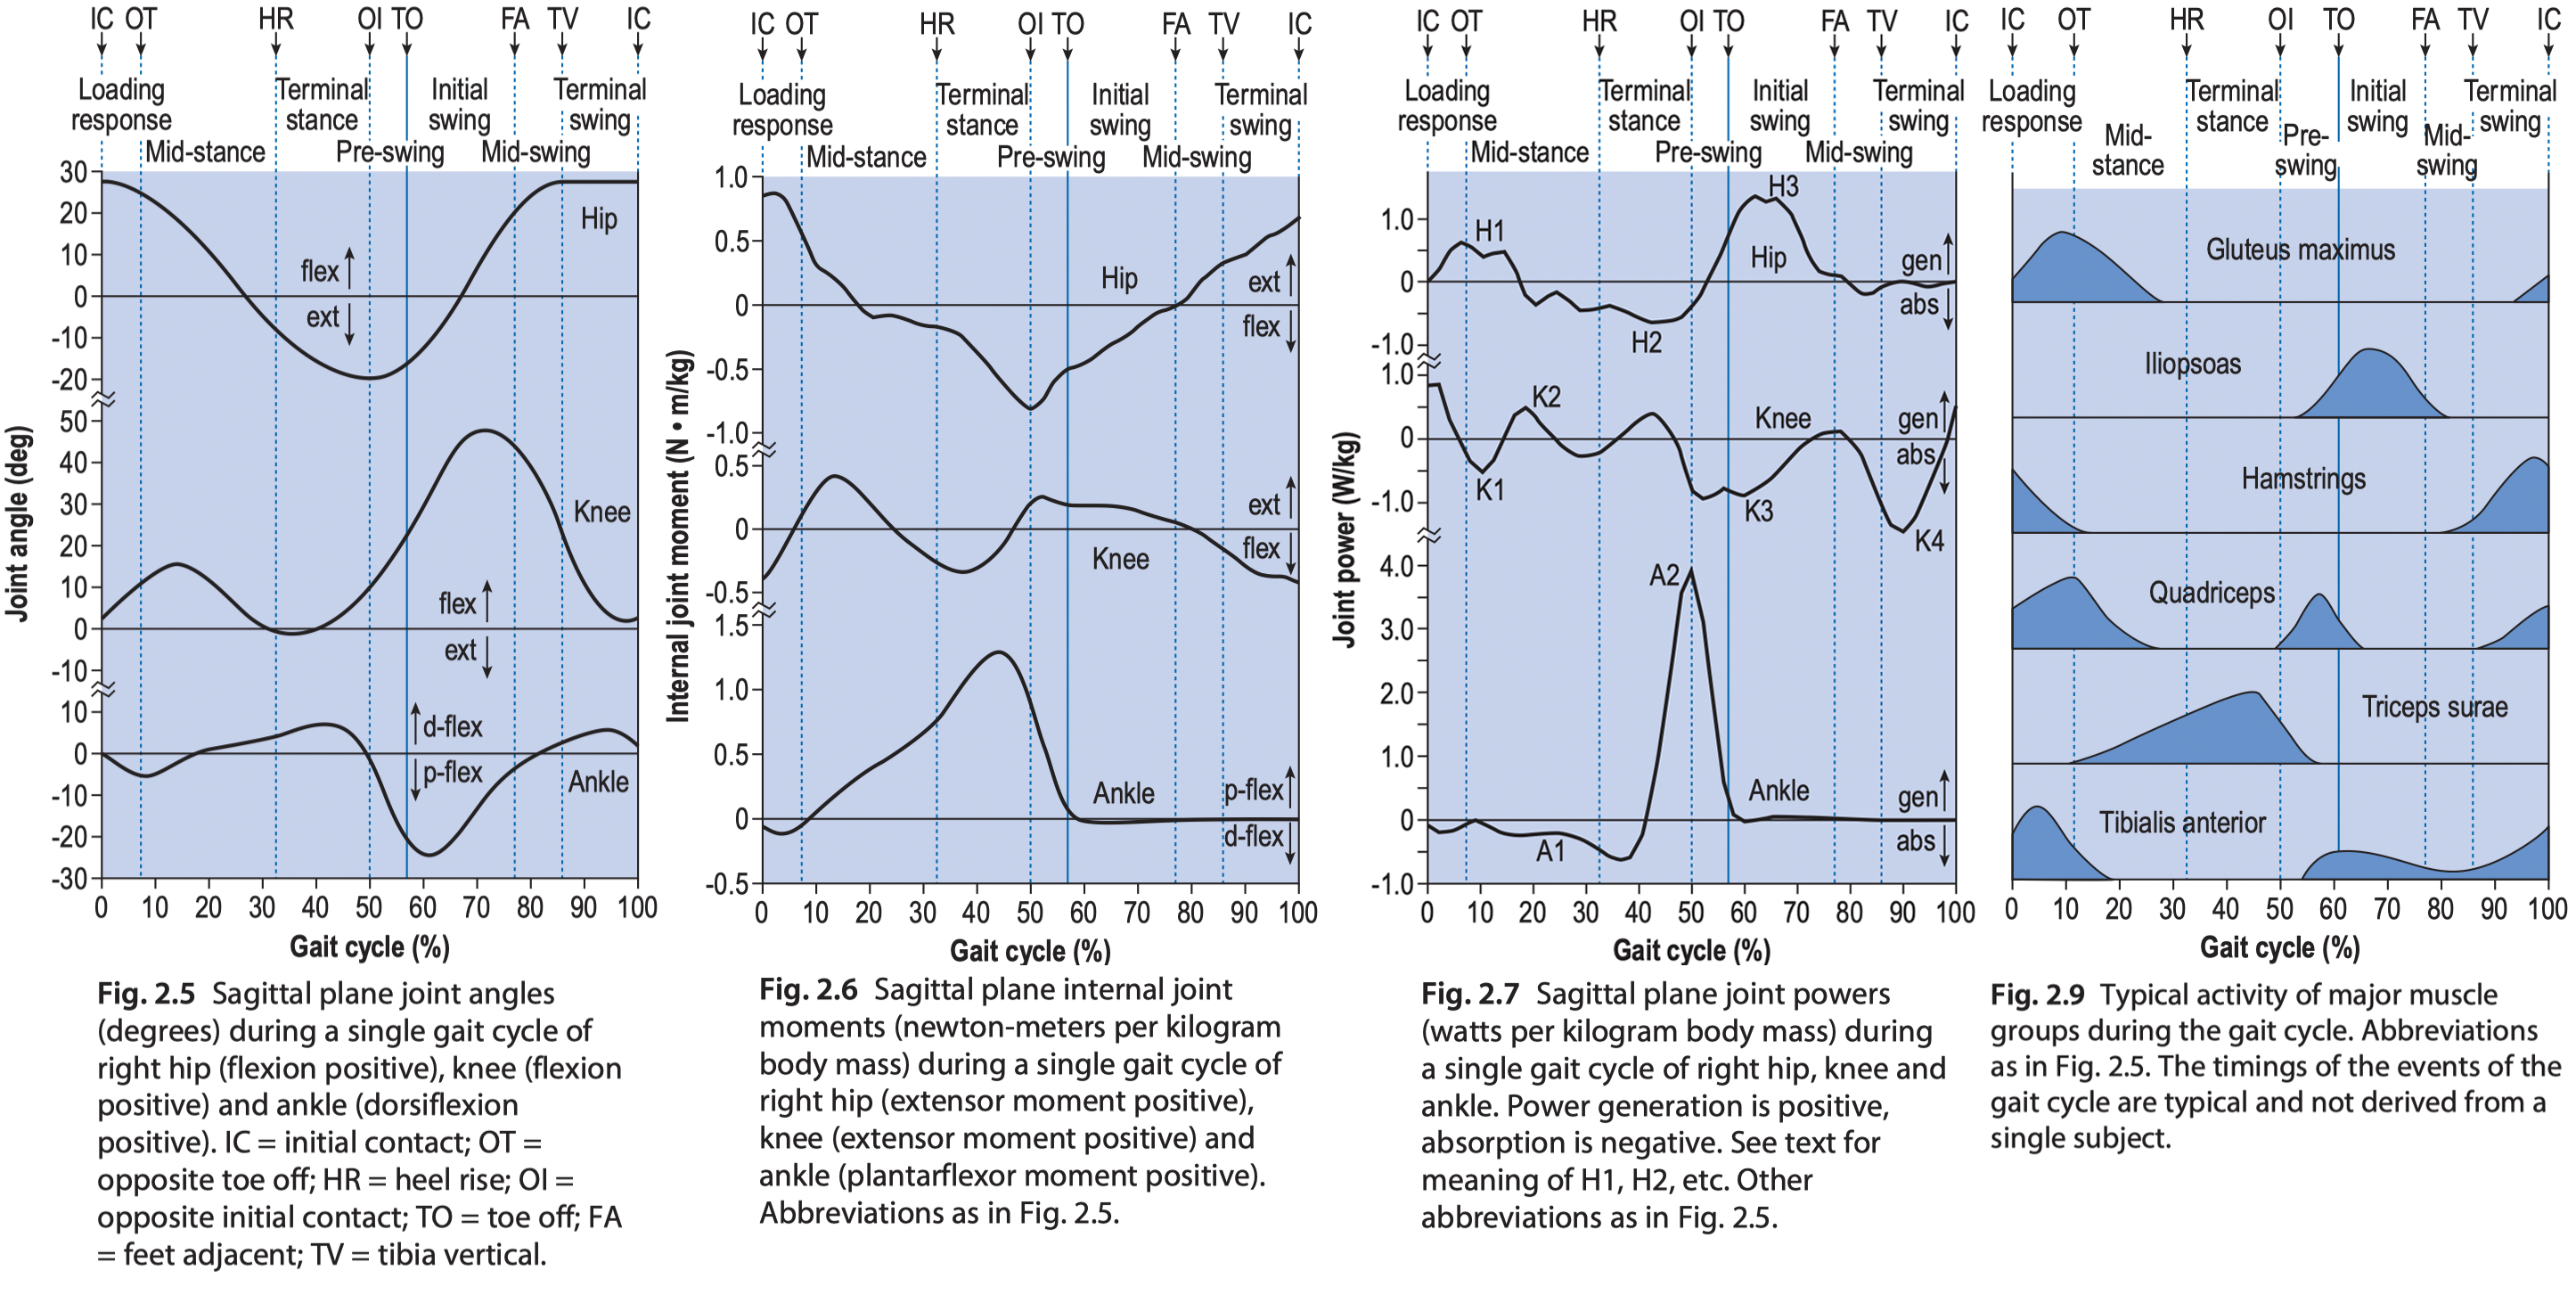 IC OT HR OI TO FA TV IC
Loading response
Mid-stance
Terminal stance
Pre-swing
Initial swing
Mid-swing
Terminal swing
Joint angle (deg)
30
20
10
0
-10
-20
50
40
30
20
10
0
-10
10
0
-10
-20
-30
Hip
flex
ext
Knee
flex
ext
d-flex
p-flex
Ankle
0 10 20 30 40 50 60 70 80 90 100
Gait cycle (%)
Fig. 2.5 Sagittal plane joint angles
(degrees) during a single gait cycle of
right hip (flexion positive), knee (flexion
positive) and ankle (dorsiflexion
positive). IC = initial contact; OT =
opposite toe off; HR = heel rise; OI =
opposite initial contact; TO = toe off; FA
= feet adjacent; TV = tibia vertical.
IC OT HR OI TO FA TV IC
Loading response
Mid-stance
Terminal stance
Pre-swing
Initial swing
Mid-swing
Terminal swing
Internal joint moment (N • m/kg)
1.0
0.5
0
-0.5
-1.0
0.5
0
-0.5
1.5
1.0
0.5
0
-0.5
Hip
ext
flex
Knee
ext
flex
Ankle
p-flex
d-flex
0 10 20 30 40 50 60 70 80 90 100
Gait cycle (%)
Fig. 2.6 Sagittal plane internal joint
moments (newton-meters per kilogram
body mass) during a single gait cycle of
right hip (extensor moment positive),
knee (extensor moment positive) and
ankle (plantarflexor moment positive).
Abbreviations as in Fig. 2.5.
IC OT HR OI TO FA TV IC
Loading response
Mid-stance
Terminal stance
Pre-swing
Initial swing
Mid-swing
Terminal swing
Joint power (W/kg)
1.0
0
-1.0
1.0
0
-1.0
4.0
3.0
2.0
1.0
0
-1.0
H1
H2
H3
Hip
gen
abs
K1
K2
K3
K4
Knee
gen
abs
A1
A2
Ankle
gen
abs
0 10 20 30 40 50 60 70 80 90 100
Gait cycle (%)
Fig. 2.7 Sagittal plane joint powers
(watts per kilogram body mass) during
a single gait cycle of right hip, knee and
ankle. Power generation is positive,
absorption is negative. See text for
meaning of H1, H2, etc. Other
abbreviations as in Fig. 2.5.
IC OT HR OI TO FA TV IC
Loading response
Mid-stance
Terminal stance
Pre-swing
Initial swing
Mid-swing
Terminal swing
Gluteus maximus
Iliopsoas
Hamstrings
Quadriceps
Triceps surae
Tibialis anterior
0 10 20 30 40 50 60 70 80 90 100
Gait cycle (%)
Fig. 2.9 Typical activity of major muscle
groups during the gait cycle. Abbreviations
as in Fig. 2.5. The timings of the events of the
gait cycle are typical and not derived from a
single subject.